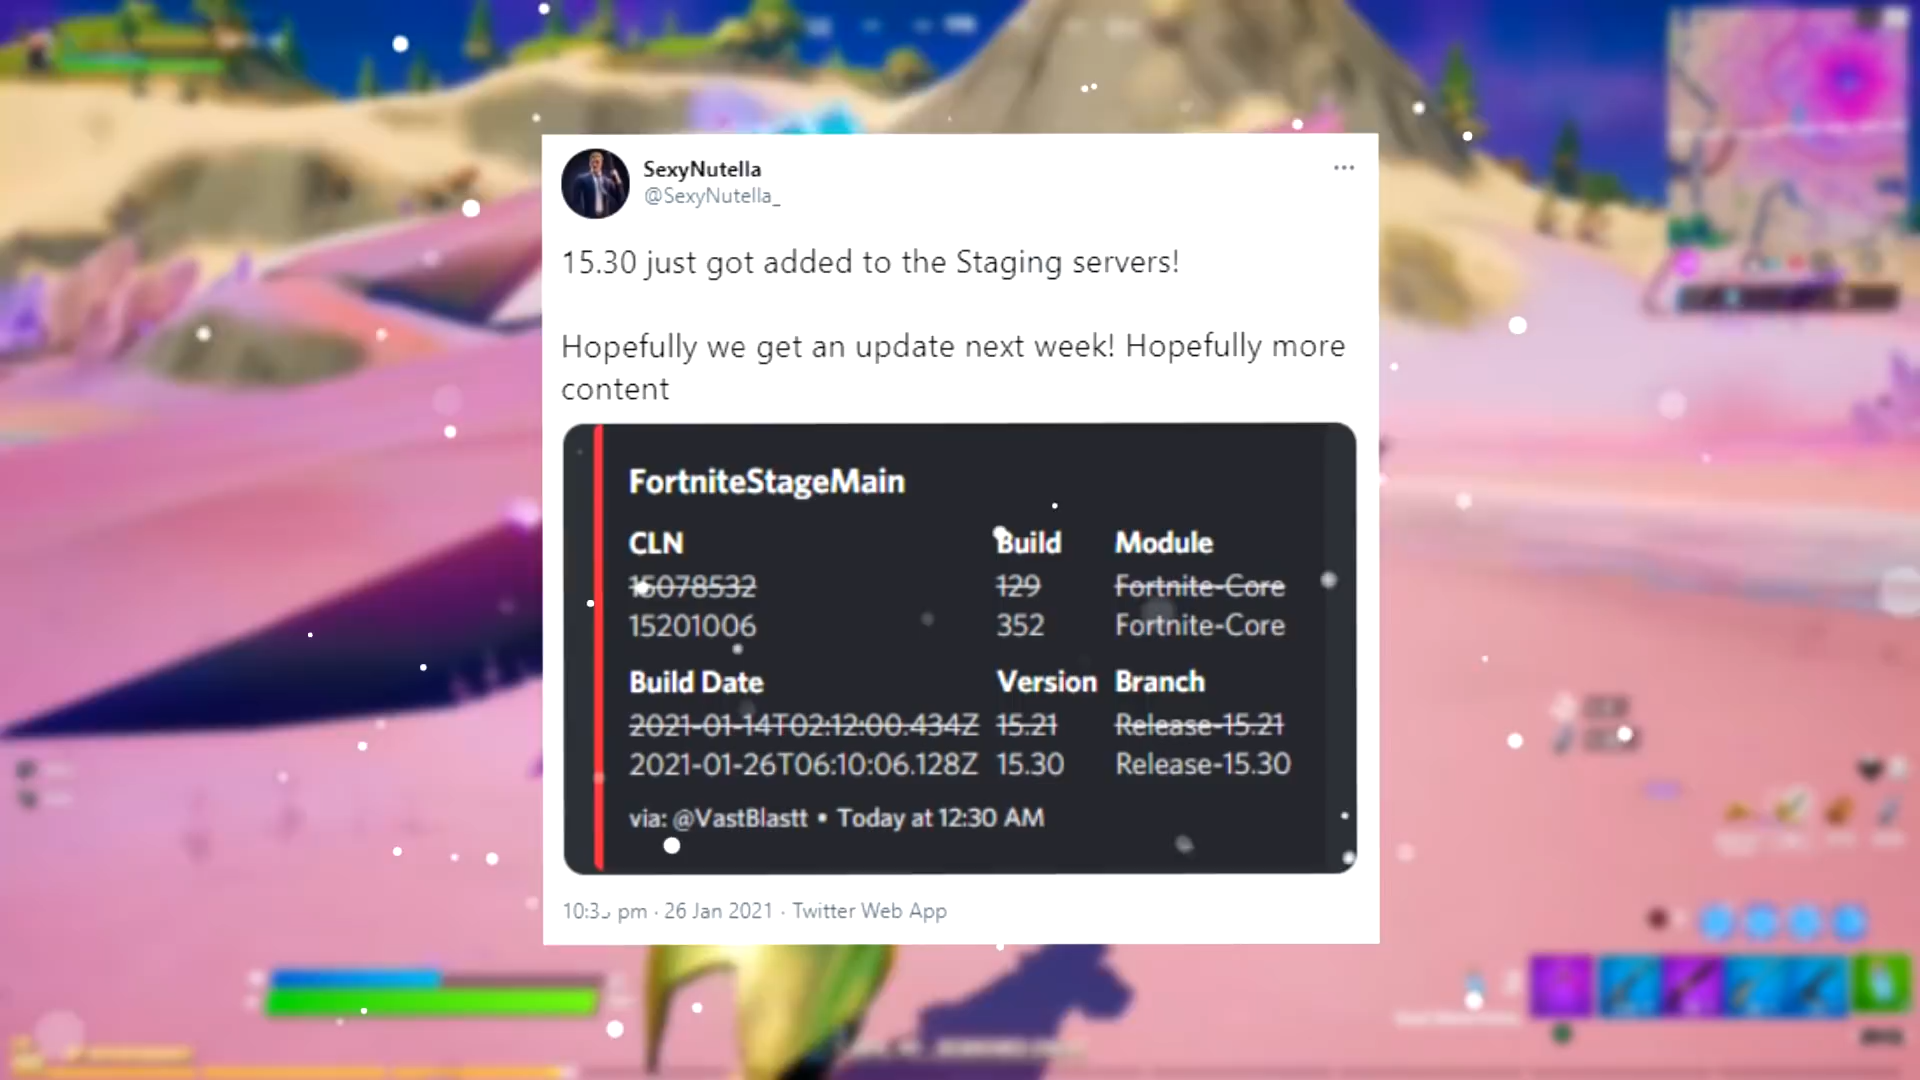 SexyNutella
@SexyNutella_
15.30 just got added to the Staging servers!
Hopefully we get an update next week! Hopefully more
content
FortniteStageMain
CLN Build Module
15078532 129 Fortnite-Core
15201006 352 Fortnite-Core
Build Date Version Branch
2021-01-14T02:12:00.434Z 15.21 Release-15.21
2021-01-26T06:10:06.128Z 15.30 Release-15.30
via: @VastBlastt • Today at 12:30 AM
pm · 26 Jan 2021 · Twitter Web App